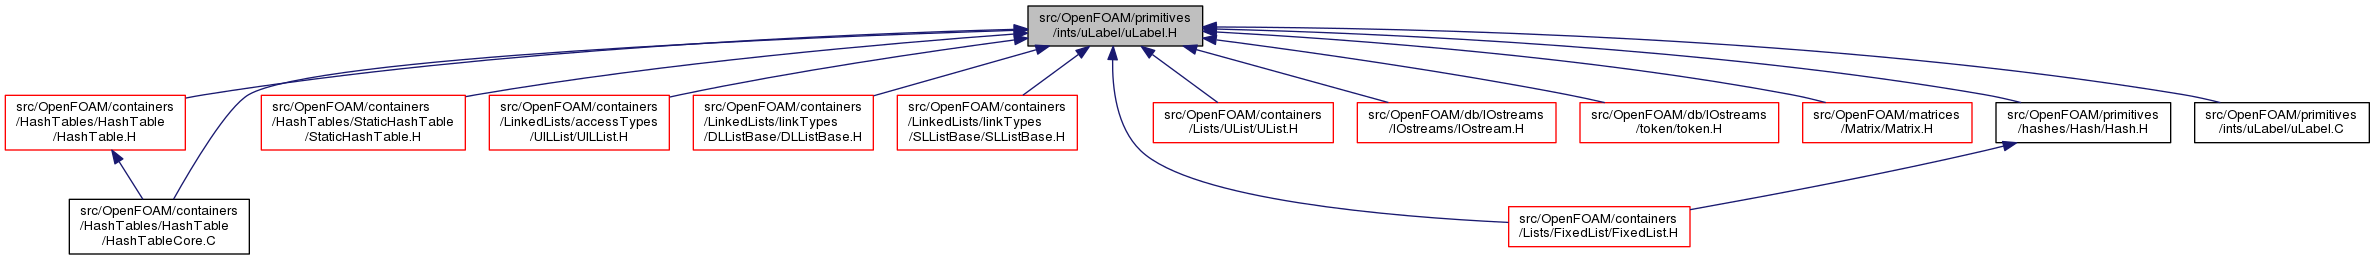 src/OpenFOAM/primitives
/ints/uLabel/uLabel.H
src/OpenFOAM/containers
/HashTables/HashTable
/HashTable.H
src/OpenFOAM/containers
/HashTables/StaticHashTable
/StaticHashTable.H
src/OpenFOAM/containers
/LinkedLists/accessTypes
/UILList/UILList.H
src/OpenFOAM/containers
/LinkedLists/linkTypes
/DLListBase/DLListBase.H
src/OpenFOAM/containers
/LinkedLists/linkTypes
/SLListBase/SLListBase.H
src/OpenFOAM/containers
/Lists/UList/UList.H
src/OpenFOAM/db/IOstreams
/IOstreams/IOstream.H
src/OpenFOAM/db/IOstreams
/token/token.H
src/OpenFOAM/matrices
/Matrix/Matrix.H
src/OpenFOAM/primitives
/hashes/Hash/Hash.H
src/OpenFOAM/primitives
/ints/uLabel/uLabel.C
src/OpenFOAM/containers
/HashTables/HashTable
/HashTableCore.C
src/OpenFOAM/containers
/Lists/FixedList/FixedList.H